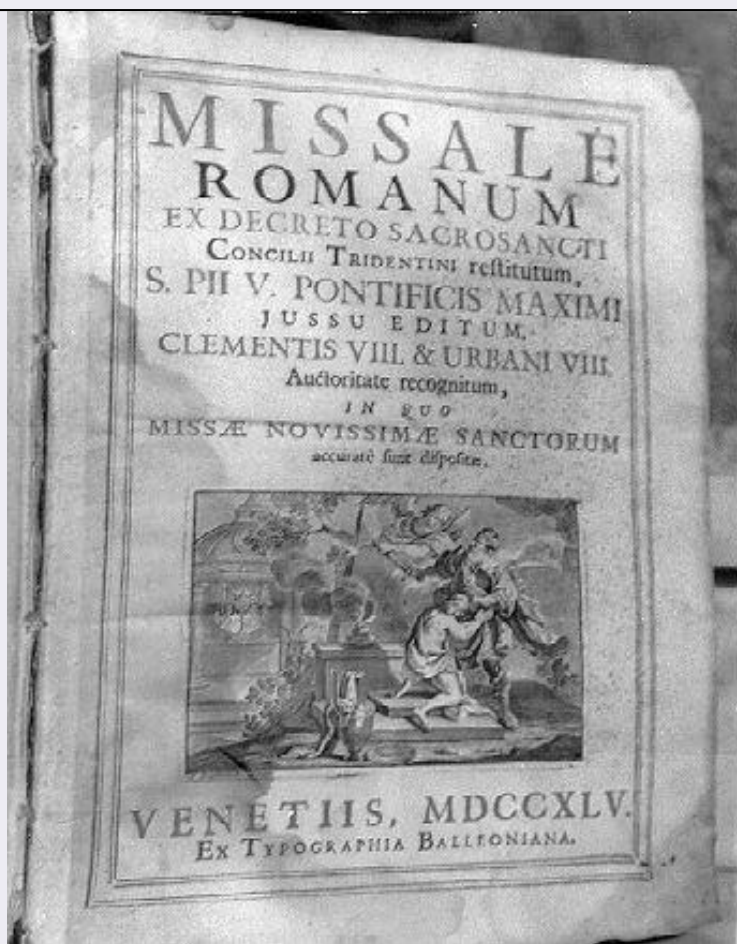 MISSALE
ROMANUM
EX DECRETO SACROSANCTI
CONCILII TRIDENTINI reſtitutum,
S. PII V. PONTIFICIS MAXIMI
JUSSU EDITUM,
CLEMENTIS VIII. & URBANI VIII.
Auctoritate recognitum,
IN QUO
MISSÆ NOVISSIMÆ SANCTORUM
accuratè ſunt diſpoſitæ.
VENETIIS, MDCCXLV.
EX TYPOGRAPHIA BALLEONIANA.